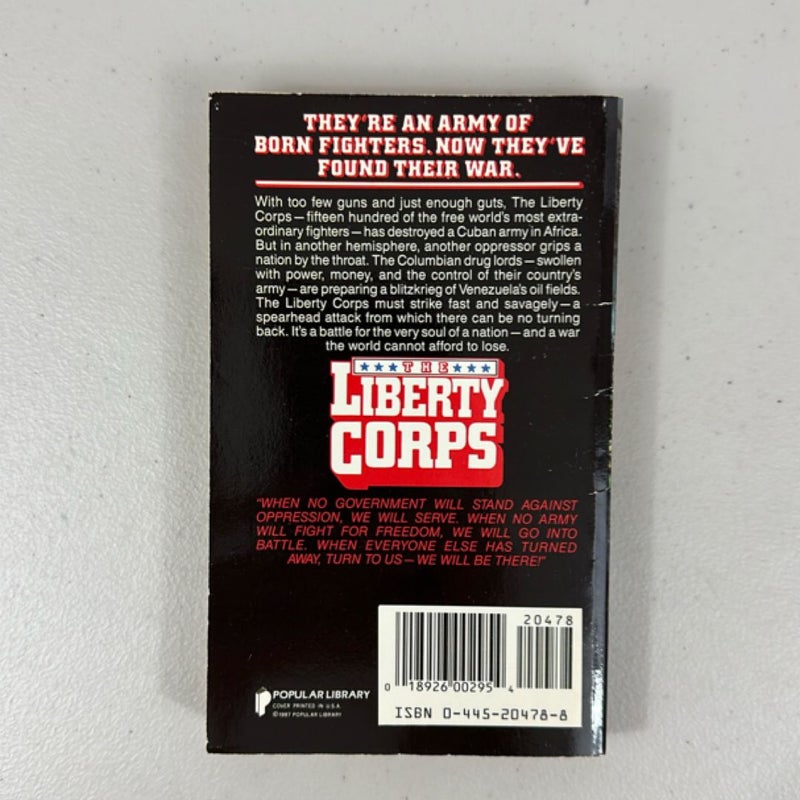 THEY'RE AN ARMY OF
BORN FIGHTERS. NOW THEY'VE
FOUND THEIR WAR.
With too few guns and just enough guts, The Liberty
Corps—fifteen hundred of the free world's most extra-
ordinary fighters—has destroyed a Cuban army in Africa.
But in another hemisphere, another oppressor grips a
nation by the throat. The Columbian drug lords—swollen
with power, money, and the control of their country's
army—are preparing a blitzkrieg of Venezuela's oil fields.
The Liberty Corps must strike fast and savagely—a
spearhead attack from which there can be no turning
back. It's a battle for the very soul of a nation—and a war
the world cannot afford to lose.
THE
LIBERTY
CORPS
"WHEN NO GOVERNMENT WILL STAND AGAINST
OPPRESSION, WE WILL SERVE. WHEN NO ARMY
WILL FIGHT FOR FREEDOM, WE WILL GO INTO
BATTLE. WHEN EVERYONE ELSE HAS TURNED
AWAY, TURN TO US—WE WILL BE THERE!"
20478
0 18926 00295 4
ISBN 0-445-20478-8
POPULAR LIBRARY
COVER PRINTED IN U.S.A.
©1987 POPULAR LIBRARY